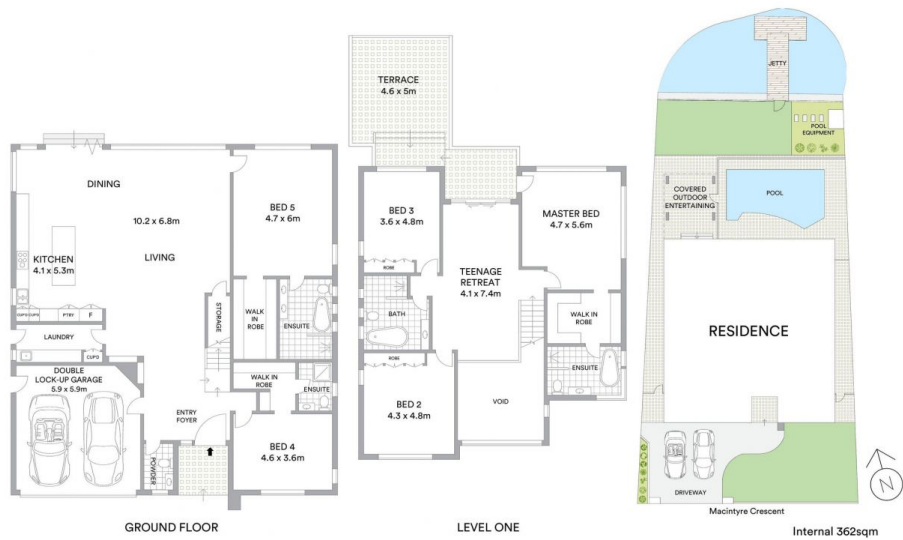 DINING
10.2 x 6.8m
LIVING
KITCHEN
4.1 x 5.3m
BED 5
4.7 x 6m
STORAGE
WALK
IN
ROBE
ENSUITE
CUPD
CUPD
PTRY
F
LAUNDRY
CUPD
DOUBLE
LOCK-UP GARAGE
5.9 x 5.9m
WALK IN
ROBE
ENSUITE
ENTRY
FOYER
BED 4
4.6 x 3.6m
POWDER
GROUND FLOOR
TERRACE
4.6 x 5m
BED 3
3.6 x 4.8m
ROBE
MASTER BED
4.7 x 5.6m
TEENAGE
RETREAT
4.1 x 7.4m
BATH
WALK IN
ROBE
ROBE
ENSUITE
BED 2
4.3 x 4.8m
VOID
LEVEL ONE
JETTY
POOL
EQUIPMENT
COVERED
OUTDOOR
ENTERTAINING
POOL
RESIDENCE
DRIVEWAY
Macintyre Crescent
N
Internal 362sqm